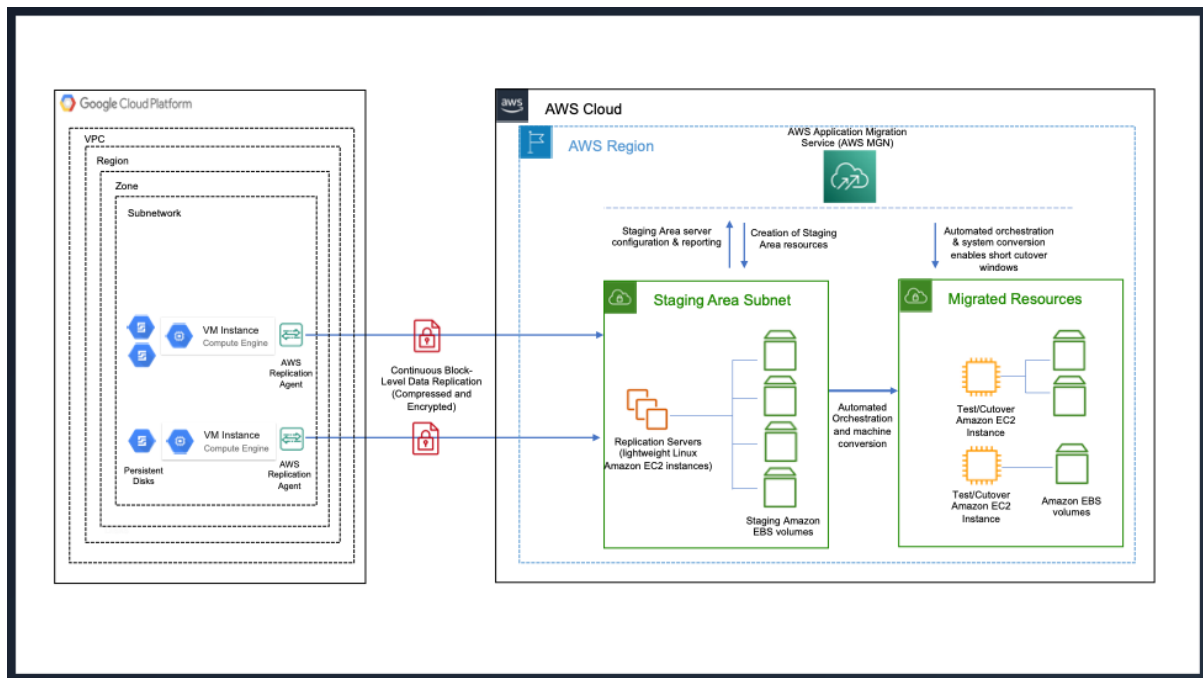 Google Cloud Platform
VPC
Region
Zone
Subnetwork
VM Instance
Compute Engine
AWS
Replication
Agent
VM Instance
Compute Engine
Persistent
Disks
AWS
Replication
Agent
Continuous Block-
Level Data Replication
(Compressed and
Encrypted)
aws
AWS Cloud
AWS Region
AWS Application Migration
Service (AWS MGN)
Staging Area server
configuration & reporting
Creation of Staging
Area resources
Automated orchestration
& system conversion
enables short cutover
windows
Staging Area Subnet
Replication Servers
(lightweight Linux
Amazon EC2 instances)
Staging Amazon
EBS volumes
Automated
Orchestration
and machine
conversion
Migrated Resources
Test/Cutover
Amazon EC2
Instance
Test/Cutover
Amazon EC2
Instance
Amazon EBS
volumes